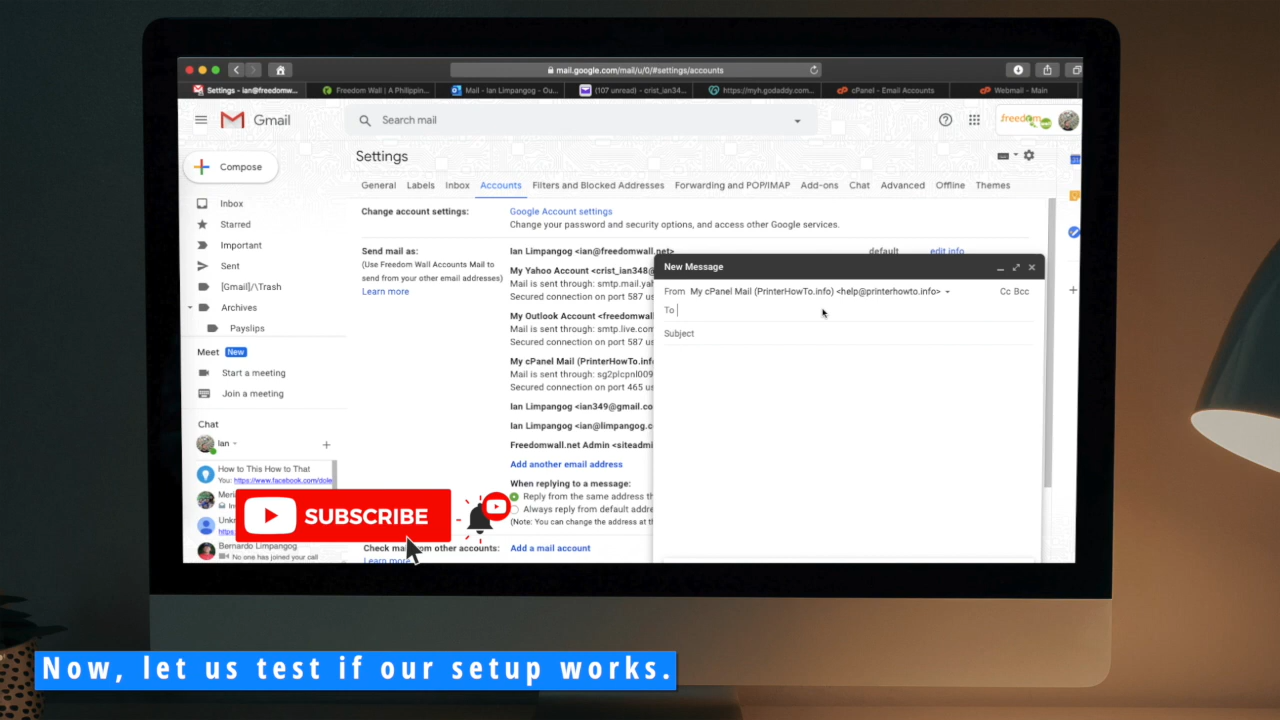 mail.google.com/mail/u/0/#settings/accounts
Settings - ian@freedomw...
Freedom Wall | A Philippin...
Mail - Ian Limpangog - Ou...
(107 unread) - crist_ian34...
https://myh.godaddy.com...
cPanel - Email Accounts
Webmail - Main
Gmail
Search mail
freedom
Compose
Settings
General Labels Inbox Accounts Filters and Blocked Addresses Forwarding and POP/IMAP Add-ons Chat Advanced Offline Themes
Inbox
Starred
Important
Sent
[Gmail]/\Trash
Archives
Payslips
Meet New
Start a meeting
Join a meeting
Chat
Ian
How to This How to That
You: https://www.facebook.com/dole
Meri
Unk
https:
Bernardo Limpangog
No one has joined your call
Change account settings:
Google Account settings
Change your password and security options, and access other Google services.
Send mail as:
(Use Freedom Wall Accounts Mail to
send from your other email addresses)
Learn more
Ian Limpangog <ian@freedomwall.net> default edit info
My Yahoo Account <crist_ian348@
Mail is sent through: smtp.mail.yah
Secured connection on port 587 us
My Outlook Account <freedomwal
Mail is sent through: smtp.live.com
Secured connection on port 587 us
My cPanel Mail (PrinterHowTo.inf
Mail is sent through: sg2plcpnl009
Secured connection on port 465 us
Ian Limpangog <ian349@gmail.co
Ian Limpangog <ian@limpangog.c
Freedomwall.net Admin <siteadmi
Add another email address
When replying to a message:
Reply from the same address th
Always reply from default addre
(Note: You can change the address at th
Check mail from other accounts:
Add a mail account
Learn more
New Message
From My cPanel Mail (PrinterHowTo.info) <help@printerhowto.info> Cc Bcc
To
Subject
SUBSCRIBE
Now, let us test if our setup works.